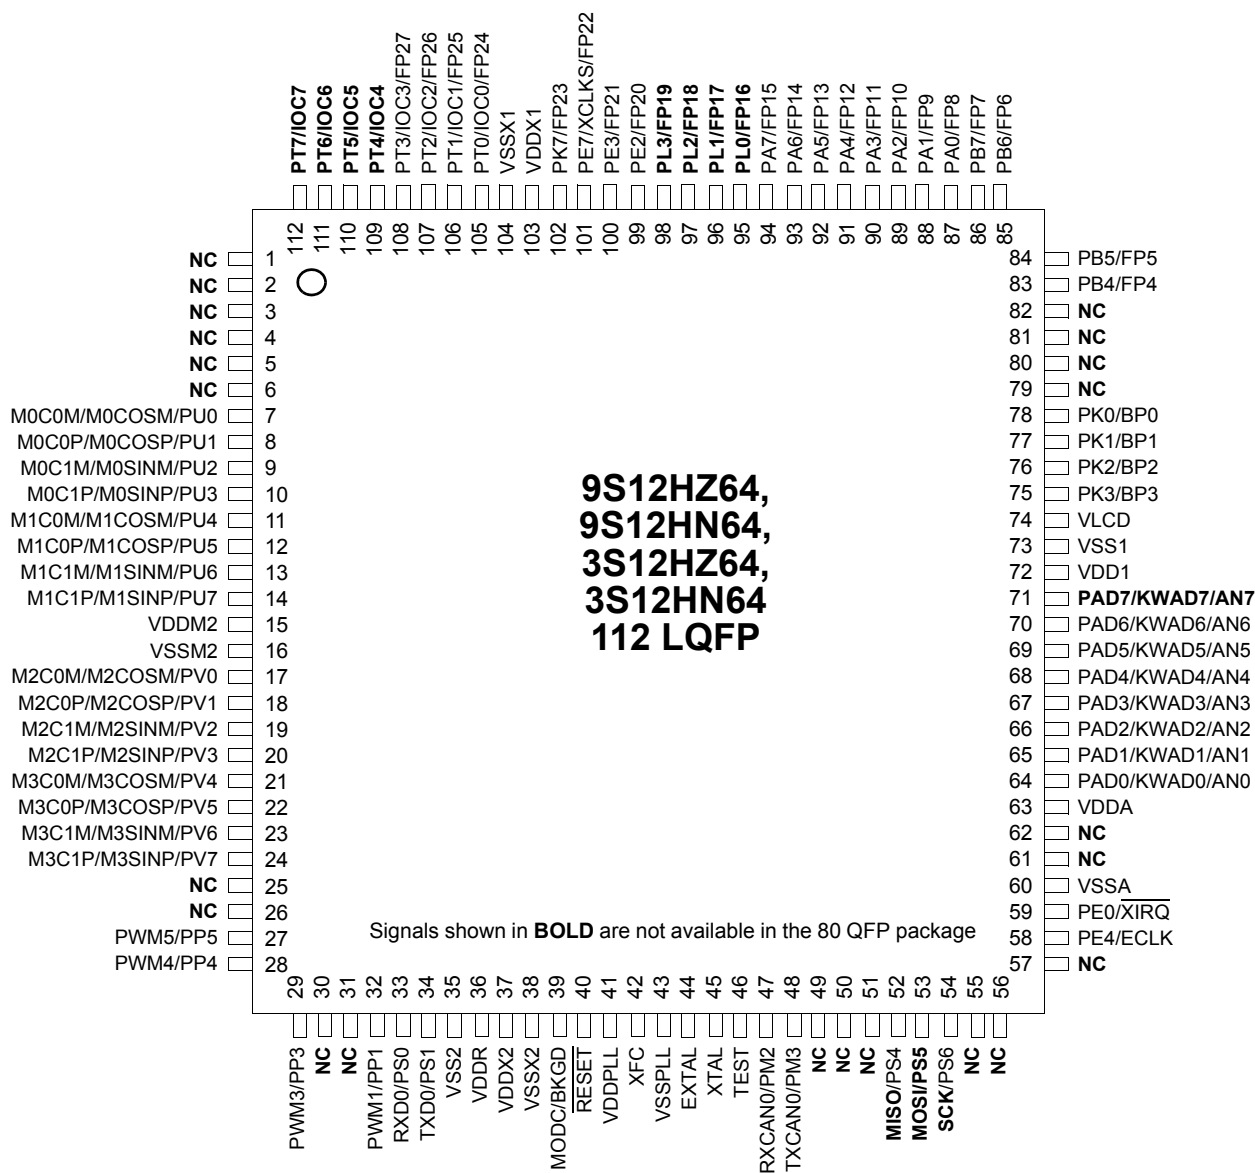 PT7/IOC7
PT6/IOC6
PT5/IOC5
PT4/IOC4
PT3/IOC3/FP27
PT2/IOC2/FP26
PT1/IOC1/FP25
PT0/IOC0/FP24
VSSX1
VDDX1
PK7/FP23
PE7/XCLKS/FP22
PE3/FP21
PE2/FP20
PL3/FP19
PL2/FP18
PL1/FP17
PL0/FP16
PA7/FP15
PA6/FP14
PA5/FP13
PA4/FP12
PA3/FP11
PA2/FP10
PA1/FP9
PA0/FP8
PB7/FP7
PB6/FP6
112
111
110
109
108
107
106
105
104
103
102
101
100
99
98
97
96
95
94
93
92
91
90
89
88
87
86
85
NC 1
NC 2
NC 3
NC 4
NC 5
NC 6
M0C0M/M0COSM/PU0 7
M0C0P/M0COSP/PU1 8
M0C1M/M0SINM/PU2 9
M0C1P/M0SINP/PU3 10
M1C0M/M1COSM/PU4 11
M1C0P/M1COSP/PU5 12
M1C1M/M1SINM/PU6 13
M1C1P/M1SINP/PU7 14
VDDM2 15
VSSM2 16
M2C0M/M2COSM/PV0 17
M2C0P/M2COSP/PV1 18
M2C1M/M2SINM/PV2 19
M2C1P/M2SINP/PV3 20
M3C0M/M3COSM/PV4 21
M3C0P/M3COSP/PV5 22
M3C1M/M3SINM/PV6 23
M3C1P/M3SINP/PV7 24
NC 25
NC 26
PWM5/PP5 27
PWM4/PP4 28
9S12HZ64,
9S12HN64,
3S12HZ64,
3S12HN64
112 LQFP
Signals shown in BOLD are not available in the 80 QFP package
84 PB5/FP5
83 PB4/FP4
82 NC
81 NC
80 NC
79 NC
78 PK0/BP0
77 PK1/BP1
76 PK2/BP2
75 PK3/BP3
74 VLCD
73 VSS1
72 VDD1
71 PAD7/KWAD7/AN7
70 PAD6/KWAD6/AN6
69 PAD5/KWAD5/AN5
68 PAD4/KWAD4/AN4
67 PAD3/KWAD3/AN3
66 PAD2/KWAD2/AN2
65 PAD1/KWAD1/AN1
64 PAD0/KWAD0/AN0
63 VDDA
62 NC
61 NC
60 VSSA
59 PE0/XIRQ
58 PE4/ECLK
57 NC
29
30
31
32
33
34
35
36
37
38
39
40
41
42
43
44
45
46
47
48
49
50
51
52
53
54
55
56
PWM3/PP3
NC
NC
PWM1/PP1
RXD0/PS0
TXD0/PS1
VSS2
VDDR
VDDX2
VSSX2
MODC/BKGD
RESET
VDDPLL
XFC
VSSPLL
EXTAL
XTAL
TEST
RXCAN0/PM2
TXCAN0/PM3
NC
NC
NC
MISO/PS4
MOSI/PS5
SCK/PS6
NC
NC